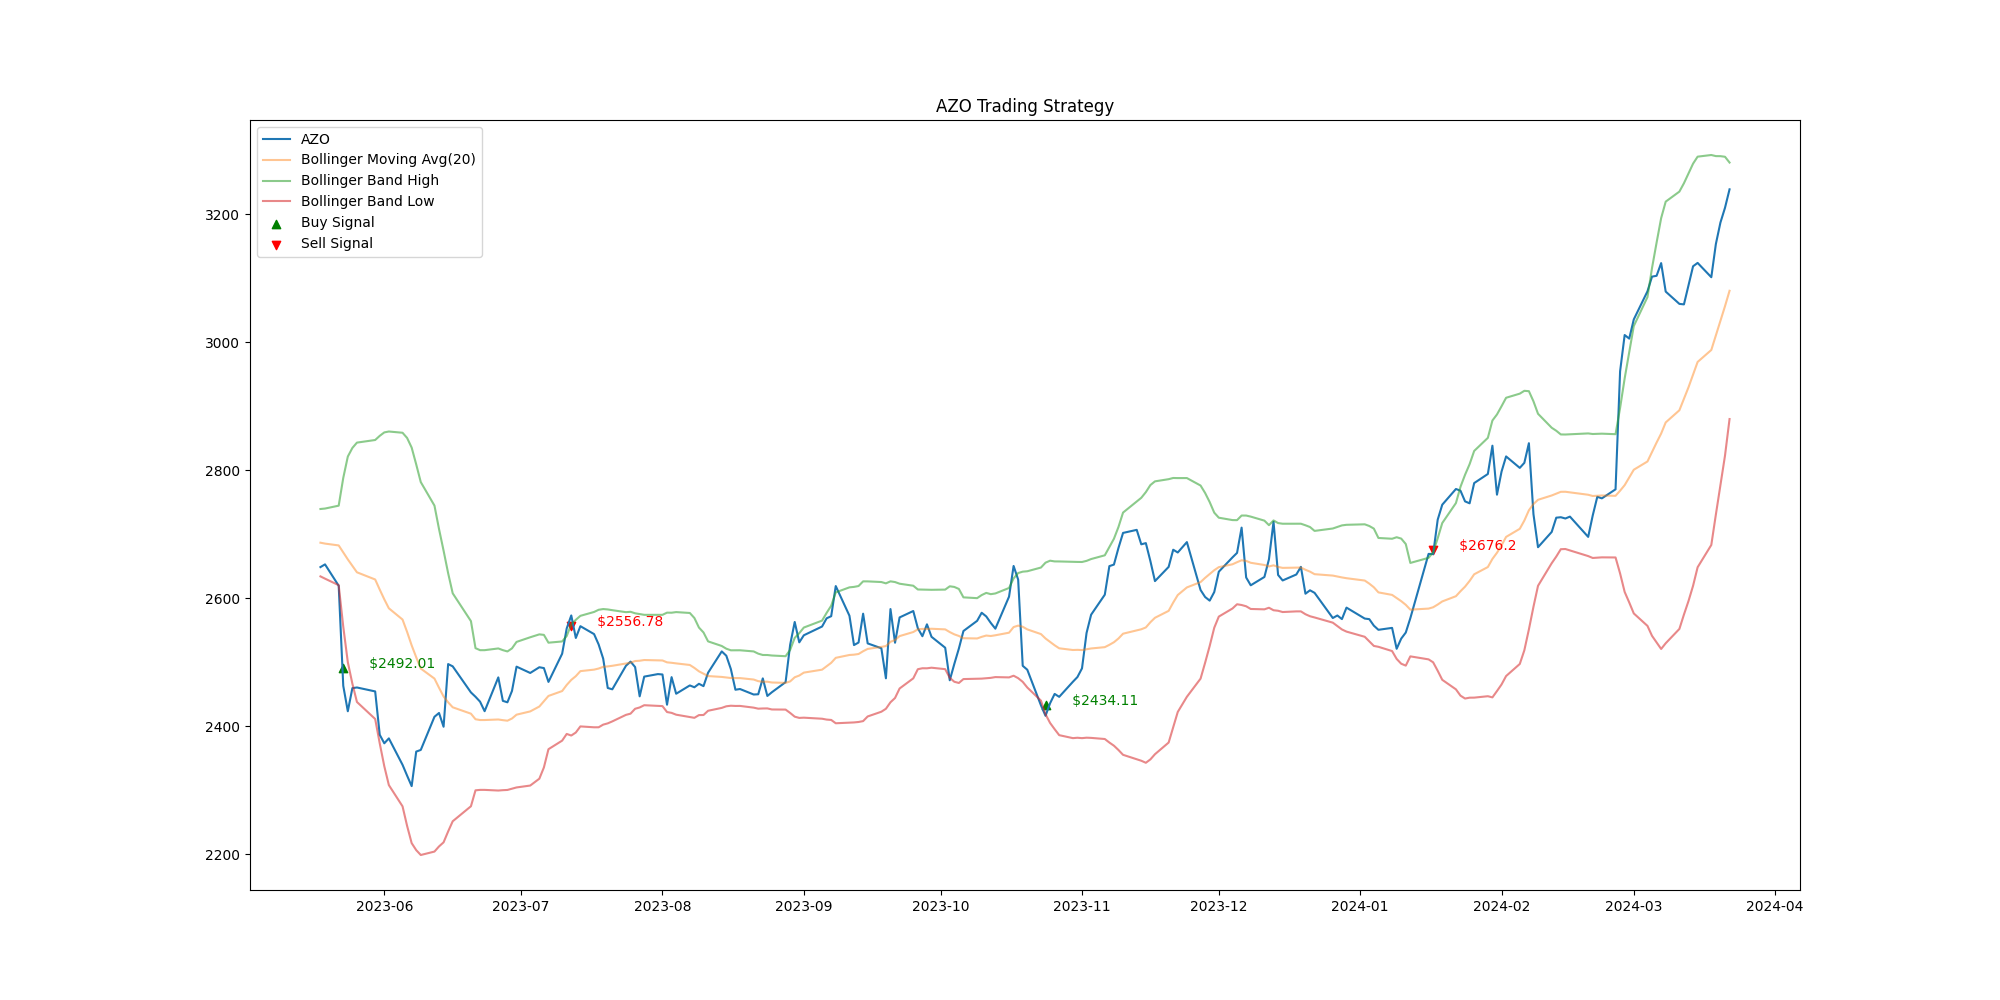 AZO Trading Strategy
AZO
Bollinger Moving Avg(20)
Bollinger Band High
Bollinger Band Low
Buy Signal
Sell Signal
3200
3000
2800
2600
2400
2200
$2492.01
$2556.78
$2434.11
$2676.2
2023-06 2023-07 2023-08 2023-09 2023-10 2023-11 2023-12 2024-01 2024-02 2024-03 2024-04